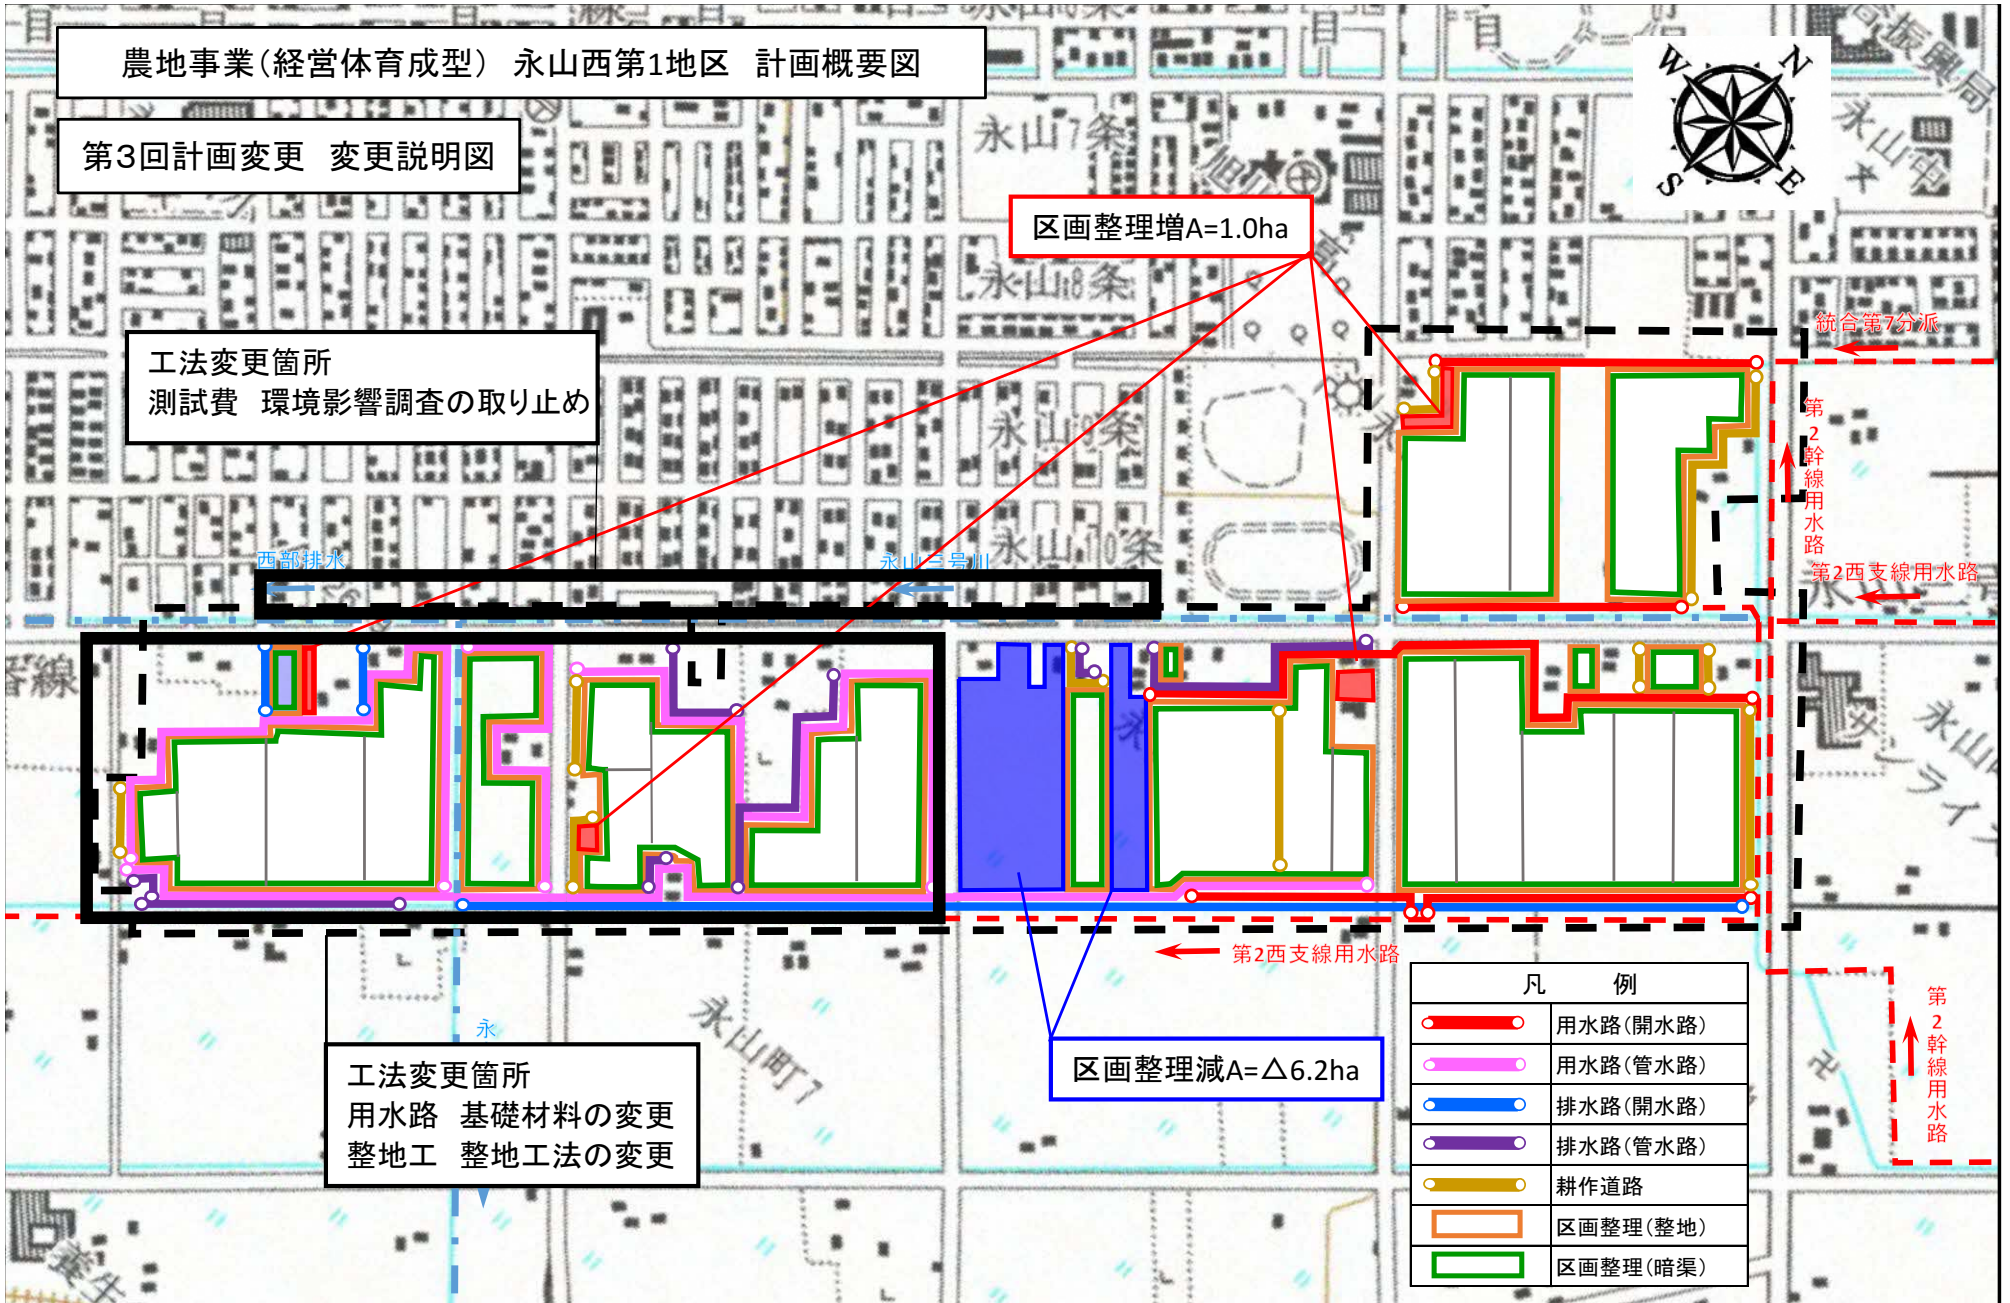 農地事業(経営体育成型) 永山西第1地区 計画概要図
第3回計画変更 変更説明図
W
N
S
E
永山7条
区画整理増A=1.0ha
永山8条
工法変更箇所
測試費 環境影響調査の取り止め
統合第7分派
永山9条
第2幹線用水路
永山10条
西部排水
永山三号川
第2西支線用水路
第2西支線用水路
永山町7
永
区画整理減A=△6.2ha
工法変更箇所
用水路 基礎材料の変更
整地工 整地工法の変更
第2幹線用水路
凡 例
用水路(開水路)
用水路(管水路)
排水路(開水路)
排水路(管水路)
耕作道路
区画整理(整地)
区画整理(暗渠)